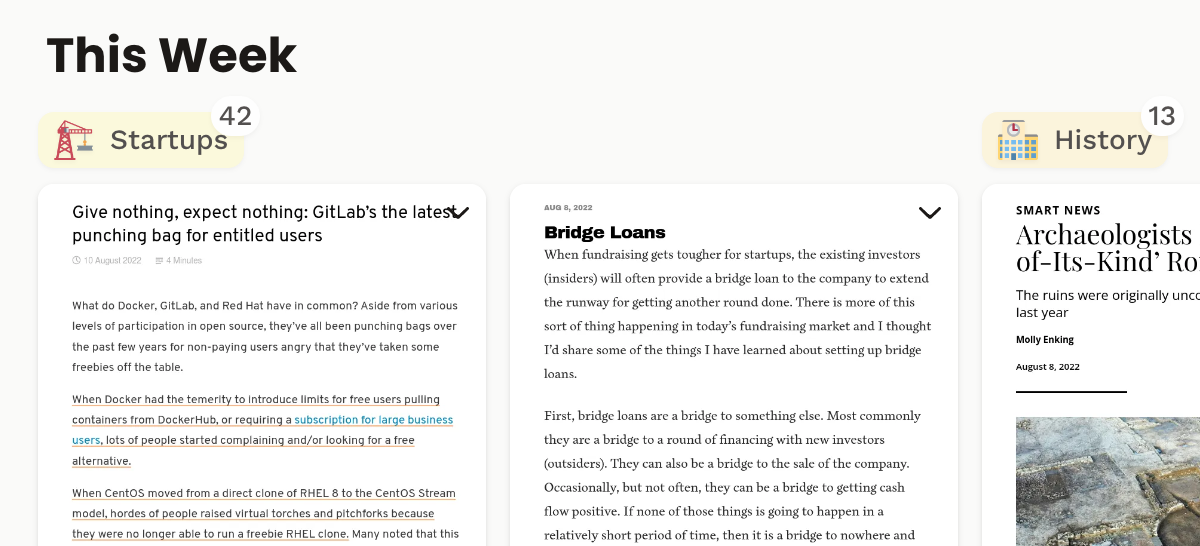 This Week
42
Startups
13
History
Give nothing, expect nothing: GitLab’s the latest
punching bag for entitled users
10 August 2022 4 Minutes
What do Docker, GitLab, and Red Hat have in common? Aside from various
levels of participation in open source, they’ve all been punching bags over
the past few years for non-paying users angry that they’ve taken some
freebies off the table.
When Docker had the temerity to introduce limits for free users pulling
containers from DockerHub, or requiring a subscription for large business
users, lots of people started complaining and/or looking for a free
alternative.
When CentOS moved from a direct clone of RHEL 8 to the CentOS Stream
model, hordes of people raised virtual torches and pitchforks because
they were no longer able to run a freebie RHEL clone. Many noted that this
AUG 8, 2022
Bridge Loans
When fundraising gets tougher for startups, the existing investors
(insiders) will often provide a bridge loan to the company to extend
the runway for getting another round done. There is more of this
sort of thing happening in today’s fundraising market and I thought
I’d share some of the things I have learned about setting up bridge
loans.
First, bridge loans are a bridge to something else. Most commonly
they are a bridge to a round of financing with new investors
(outsiders). They can also be a bridge to the sale of the company.
Occasionally, but not often, they can be a bridge to getting cash
flow positive. If none of those things is going to happen in a
relatively short period of time, then it is a bridge to nowhere and
SMART NEWS
Archaeologists
of-Its-Kind’ Ro
The ruins were originally unco
last year
Molly Enking
August 8, 2022